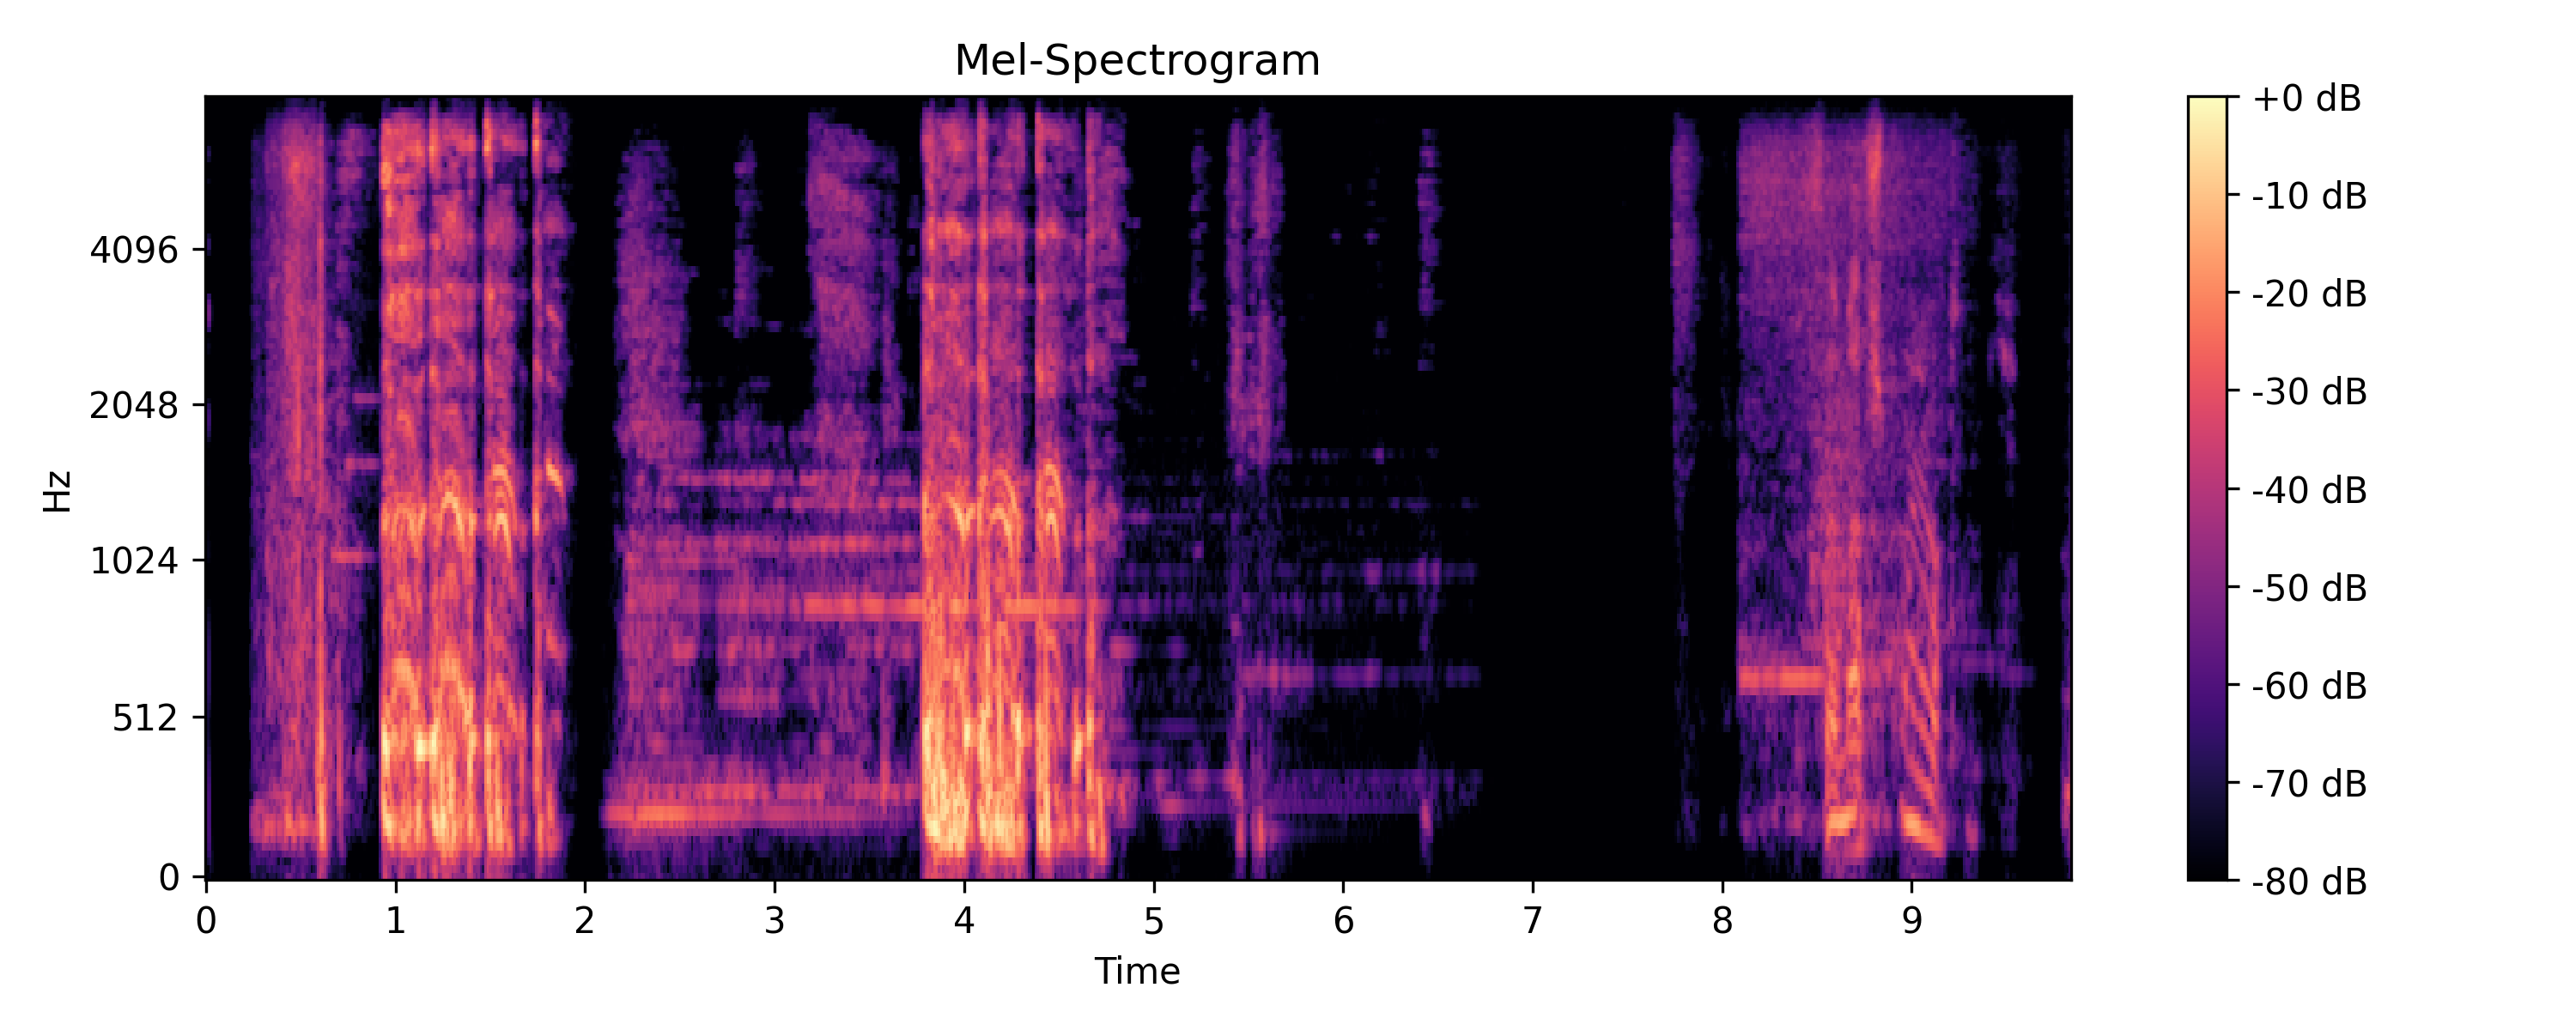 Mel-Spectrogram
+0 dB
-10 dB
-20 dB
-30 dB
-40 dB
-50 dB
-60 dB
-70 dB
-80 dB
4096
2048
1024
512
0
Hz
0 1 2 3 4 5 6 7 8 9
Time